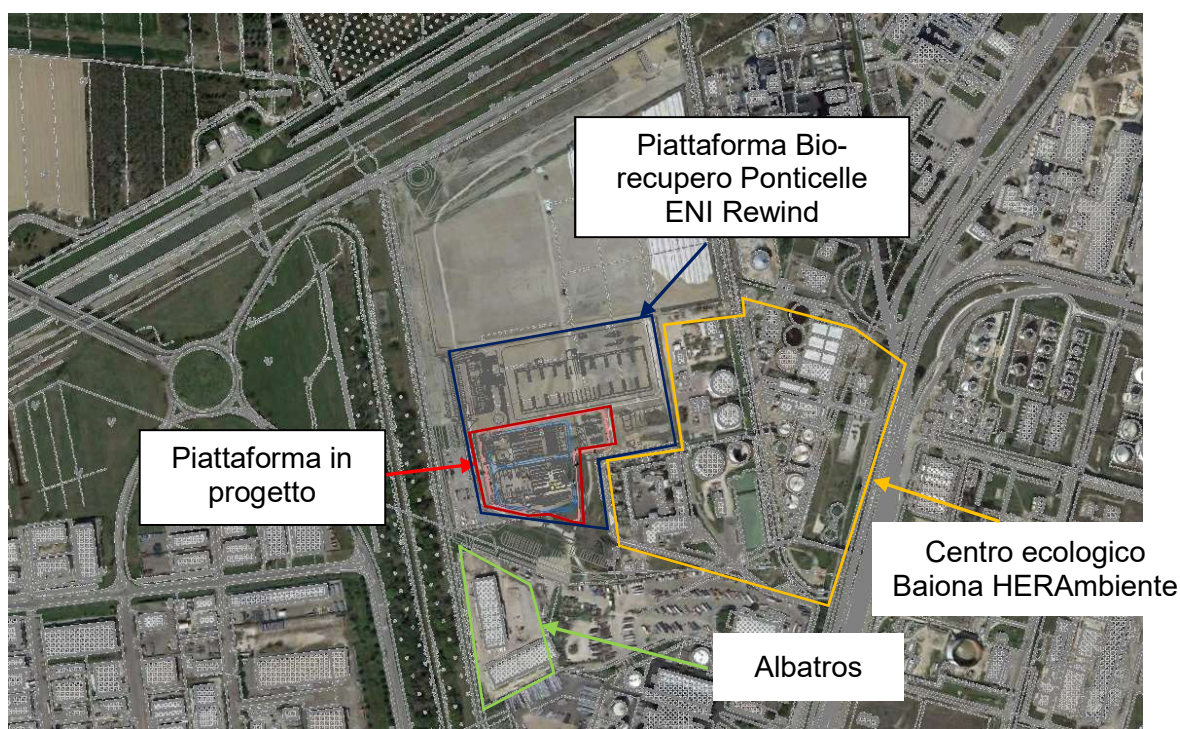 Piattaforma Bio-
recupero Ponticelle
ENI Rewind
Piattaforma in
progetto
Centro ecologico
Baiona HERAmbiente
Albatros